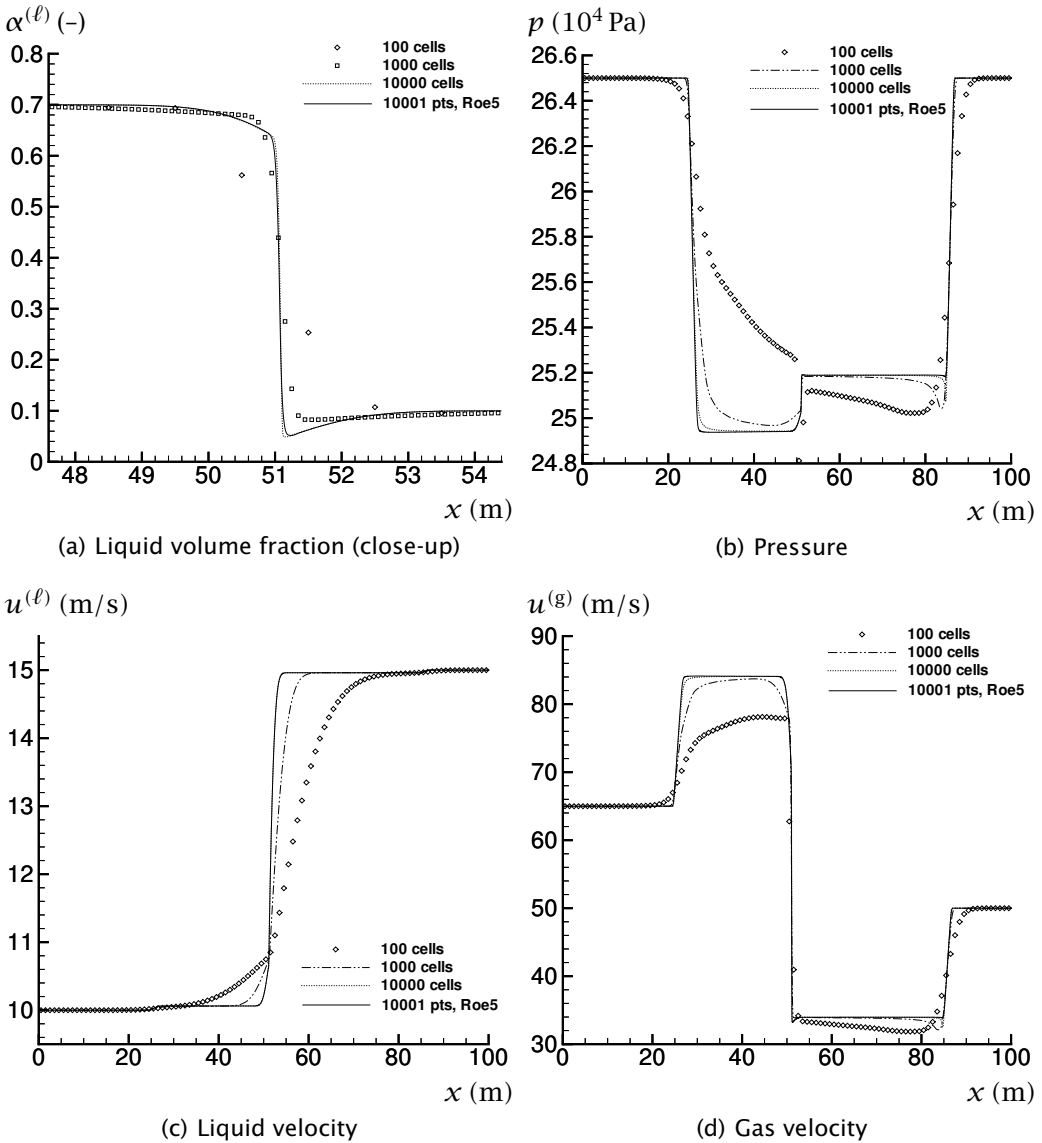 α(ℓ) (–)
0.8
0.7
0.6
0.5
0.4
0.3
0.2
0.1
0
48 49 50 51 52 53 54
x (m)
100 cells
1000 cells
10000 cells
10001 pts, Roe5
(a) Liquid volume fraction (close-up)
p (10⁴ Pa)
26.6
26.4
26.2
26
25.8
25.6
25.4
25.2
25
24.8
0 20 40 60 80 100
x (m)
100 cells
1000 cells
10000 cells
10001 pts, Roe5
(b) Pressure
u(ℓ) (m/s)
15
14
13
12
11
10
0 20 40 60 80 100
x (m)
100 cells
1000 cells
10000 cells
10001 pts, Roe5
(c) Liquid velocity
u(g) (m/s)
90
80
70
60
50
40
30
0 20 40 60 80 100
x (m)
100 cells
1000 cells
10000 cells
10001 pts, Roe5
(d) Gas velocity